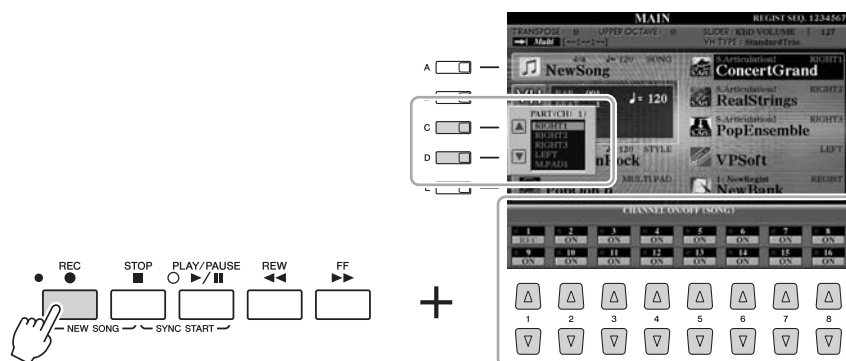 MAIN
REGIST SEQ. 1234567
TRANSPOSE: 0 UPPER OCTAVE: 0 SLIDER: KBD VOLUME 127
Multi [--:--:--] VH TYPE: StandardTrio
4/4 ♩= 120 SONG
NewSong
S.Articulation! RIGHT1
ConcertGrand
A
BAR 001
♩= 120
S.Articulation! RIGHT2
RealStrings
PART(CH 1)
RIGHT1
RIGHT2
RIGHT3
LEFT
M.PAD1
C
D
S.Articulation! RIGHT3
PopEnsemble
120 STYLE
LEFT
VPSoft
MULTI PAD
1: NewRegist REGIST
NewBank
CHANNEL ON/OFF (SONG)
1 2 3 4 5 6 7 8
REC ON ON ON ON ON ON ON
9 10 11 12 13 14 15 16
ON ON ON ON ON ON ON ON
REC STOP PLAY/PAUSE REW FF
NEW SONG SYNC START
+
1 2 3 4 5 6 7 8